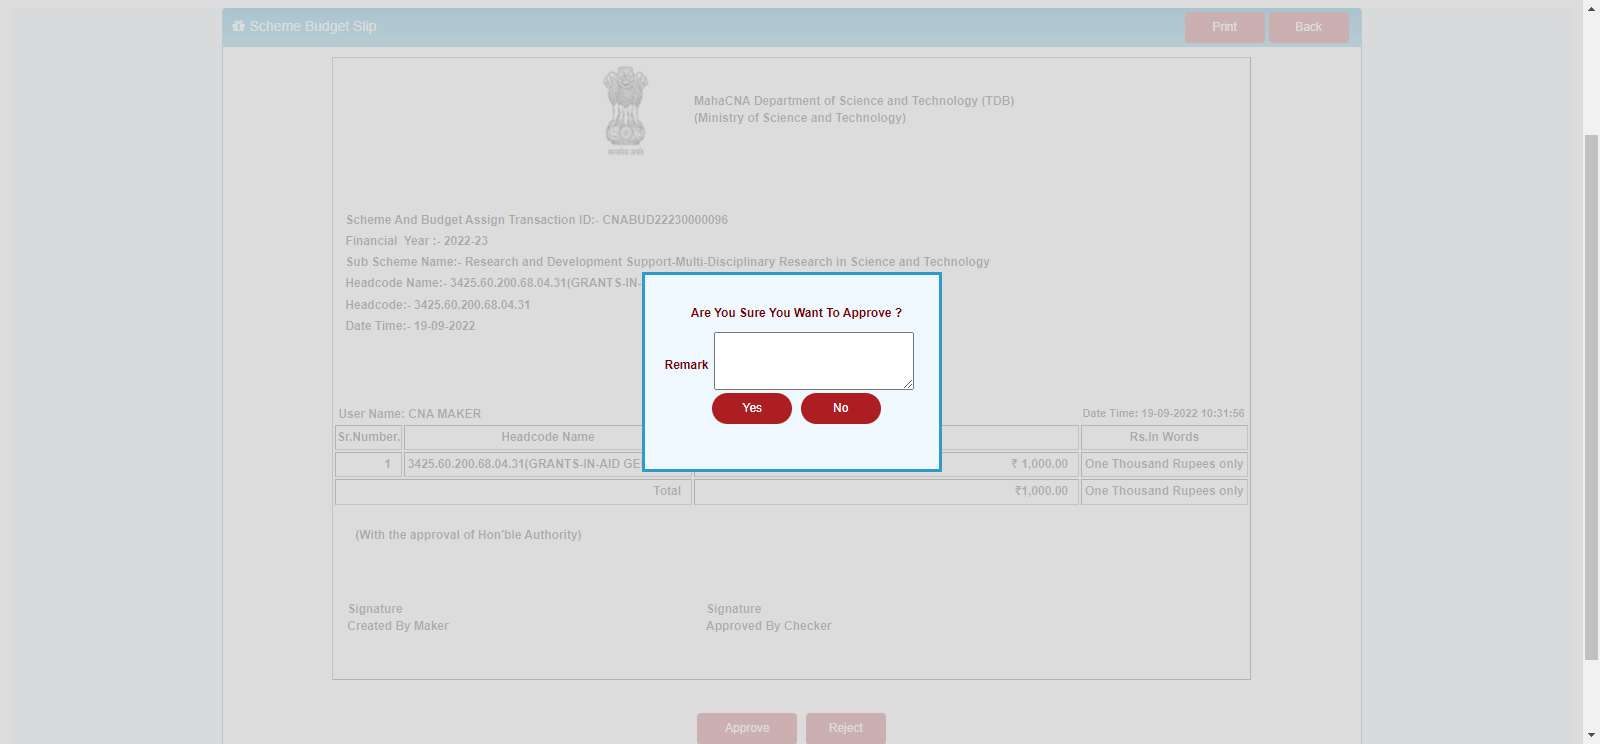 Scheme Budget Slip
Print
Back
MahaCNA Department of Science and Technology (TDB)
(Ministry of Science and Technology)
सत्यमेव जयते
Scheme And Budget Assign Transaction ID:- CNABUD22230000096
Financial Year :- 2022-23
Sub Scheme Name:- Research and Development Support-Multi-Disciplinary Research in Science and Technology
Headcode Name:- 3425.60.200.68.04.31(GRANTS-IN-
Headcode:- 3425.60.200.68.04.31
Date Time:- 19-09-2022
Are You Sure You Want To Approve ?
Remark
Yes
No
User Name: CNA MAKER
Date Time: 19-09-2022 10:31:56
Sr.Number.
Headcode Name
Rs.In Words
1
3425.60.200.68.04.31(GRANTS-IN-AID GE
₹ 1,000.00
One Thousand Rupees only
Total
₹1,000.00
One Thousand Rupees only
(With the approval of Hon'ble Authority)
Signature
Created By Maker
Signature
Approved By Checker
Approve
Reject